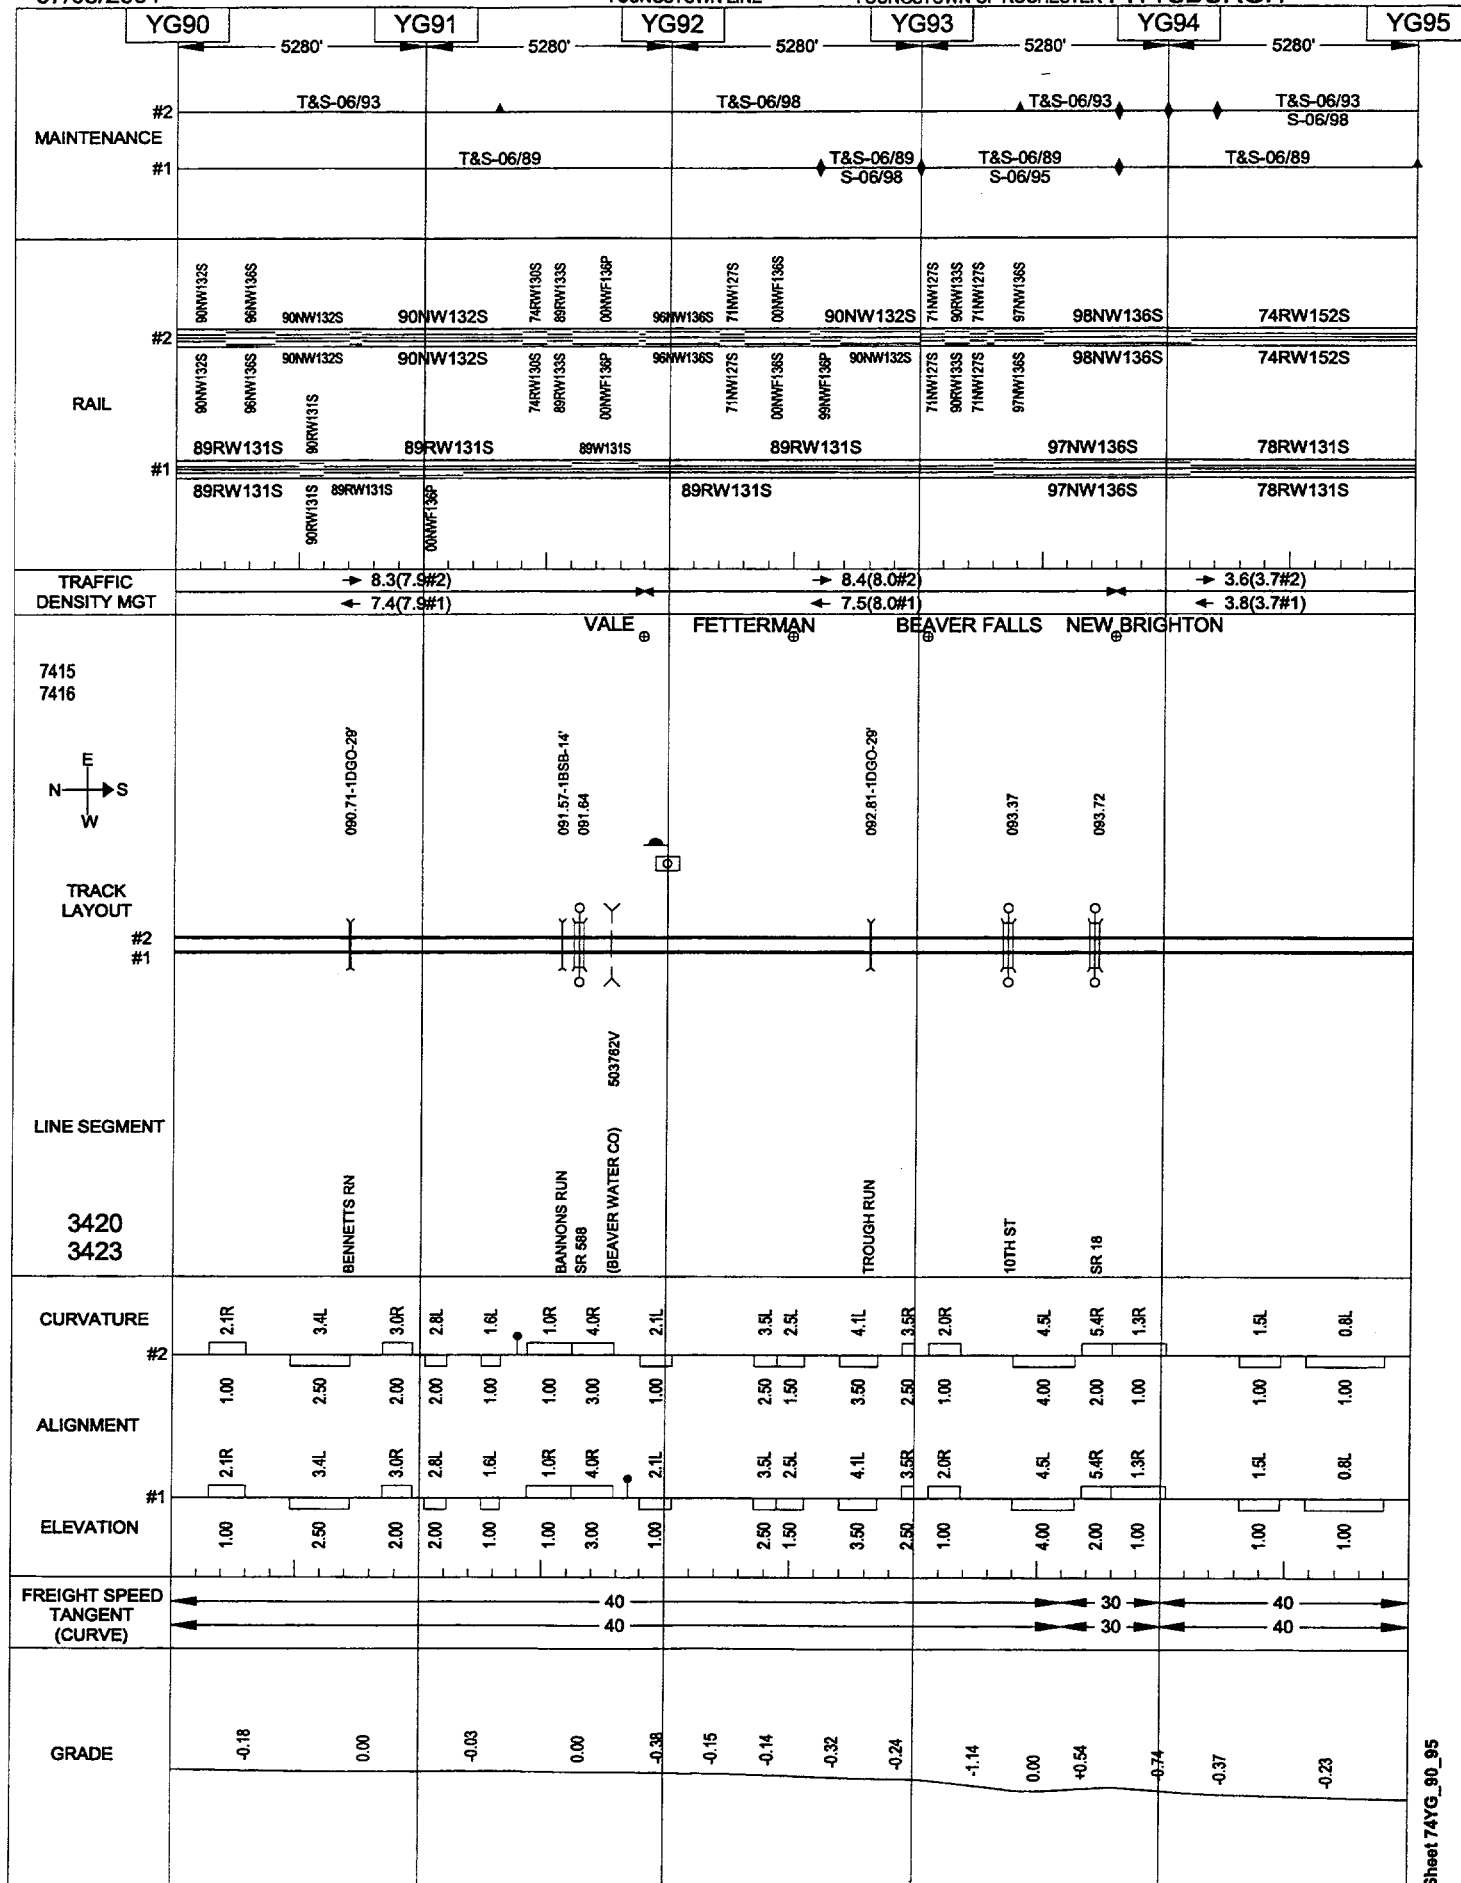 YOUNGSTOWN LINE
PITTSBURGH
YG90 YG91 YG92 YG93 YG94 YG95
5280' 5280' 5280' 5280' 5280'
MAINTENANCE
#2 T&S-06/93 T&S-06/98 T&S-06/93 T&S-06/93
S-06/98
#1 T&S-06/89 T&S-06/89 T&S-06/89 T&S-06/89
S-06/98 S-06/95
RAIL
90NW132S 96NW136S 90NW132S 90NW132S 74RW130S 89RW133S 00NWF136P 96NW136S 71NW127S 00NWF136S 90NW132S 71NW127S 90RW133S 71NW127S 97NW136S 98NW136S 74RW152S
#2
90NW132S 96NW136S 90NW132S 90NW132S 74RW130S 89RW133S 00NWF136P 96NW136S 71NW127S 00NWF136S 99NWF136P 90NW132S 71NW127S 90RW133S 71NW127S 97NW136S 98NW136S 74RW152S
89RW131S 90RW131S 89RW131S 89W131S 89RW131S 97NW136S 78RW131S
#1
89RW131S 90RW131S 89RW131S 00NWF136P 89RW131S 97NW136S 78RW131S
TRAFFIC
DENSITY MGT
8.3(7.9#2) 8.4(8.0#2) 3.6(3.7#2)
7.4(7.9#1) 7.5(8.0#1) 3.8(3.7#1)
VALE FETTERMAN BEAVER FALLS NEW BRIGHTON
7415
7416
E
N S
W
090.71-1DGO-29' 091.57-1BSB-14' 091.64 092.81-1DGO-29' 093.37 093.72
TRACK
LAYOUT
#2
#1
503762V
LINE SEGMENT
3420
3423
BENNETTS RN BANNONS RUN SR 588 (BEAVER WATER CO) TROUGH RUN 10TH ST SR 18
CURVATURE
2.1R 3.4L 3.0R 2.8L 1.6L 1.0R 4.0R 2.1L 3.5L 2.5L 4.1L 3.5R 2.0R 4.5L 5.4R 1.3R 1.5L 0.8L
#2
1.00 2.50 2.00 2.00 1.00 1.00 3.00 1.00 2.50 1.50 3.50 2.50 1.00 4.00 2.00 1.00 1.00 1.00
ALIGNMENT
2.1R 3.4L 3.0R 2.8L 1.6L 1.0R 4.0R 2.1L 3.5L 2.5L 4.1L 3.5R 2.0R 4.5L 5.4R 1.3R 1.5L 0.8L
#1
ELEVATION
1.00 2.50 2.00 2.00 1.00 1.00 3.00 1.00 2.50 1.50 3.50 2.50 1.00 4.00 2.00 1.00 1.00 1.00
FREIGHT SPEED
TANGENT
(CURVE)
40 30 40
40 30 40
GRADE
-0.18 0.00 -0.03 0.00 -0.38 -0.15 -0.14 -0.32 -0.24 -1.14 0.00 +0.54 -0.74 -0.37 -0.23
Sheet 74YG_90_95